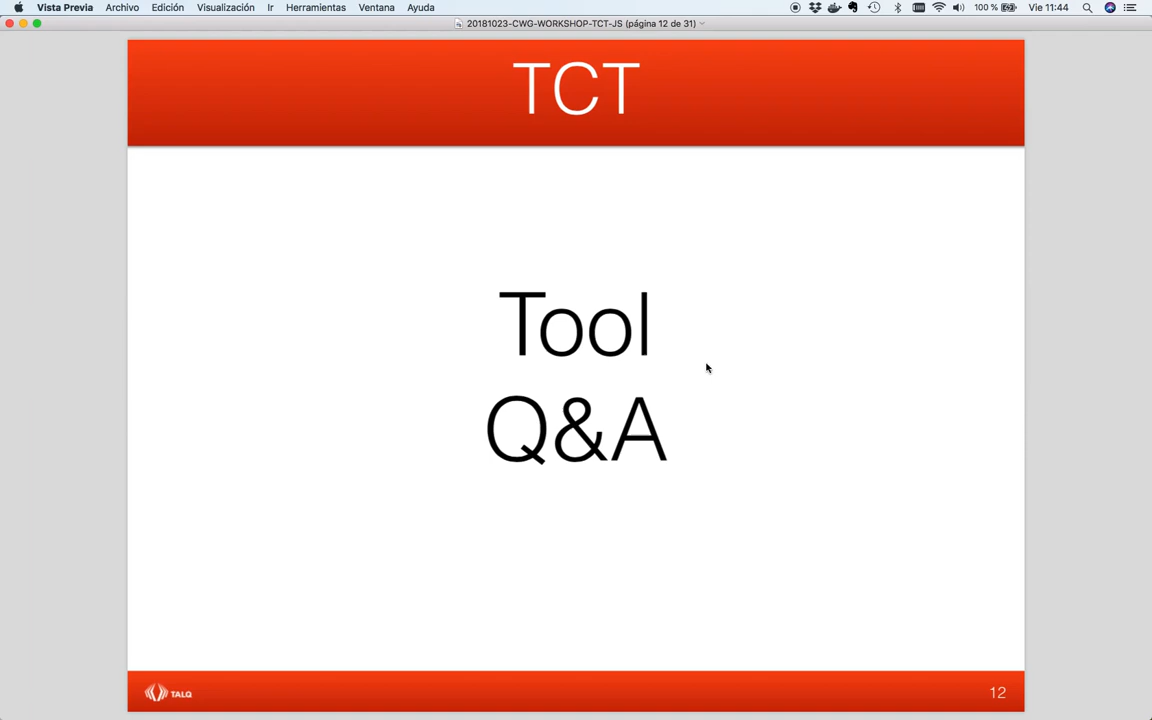 Vista Previa Archivo Edición Visualización Ir Herramientas Ventana Ayuda 100 % Vie 11:44
20181023-CWG-WORKSHOP-TCT-JS (página 12 de 31)
TCT
Tool
Q&A
TALQ
12